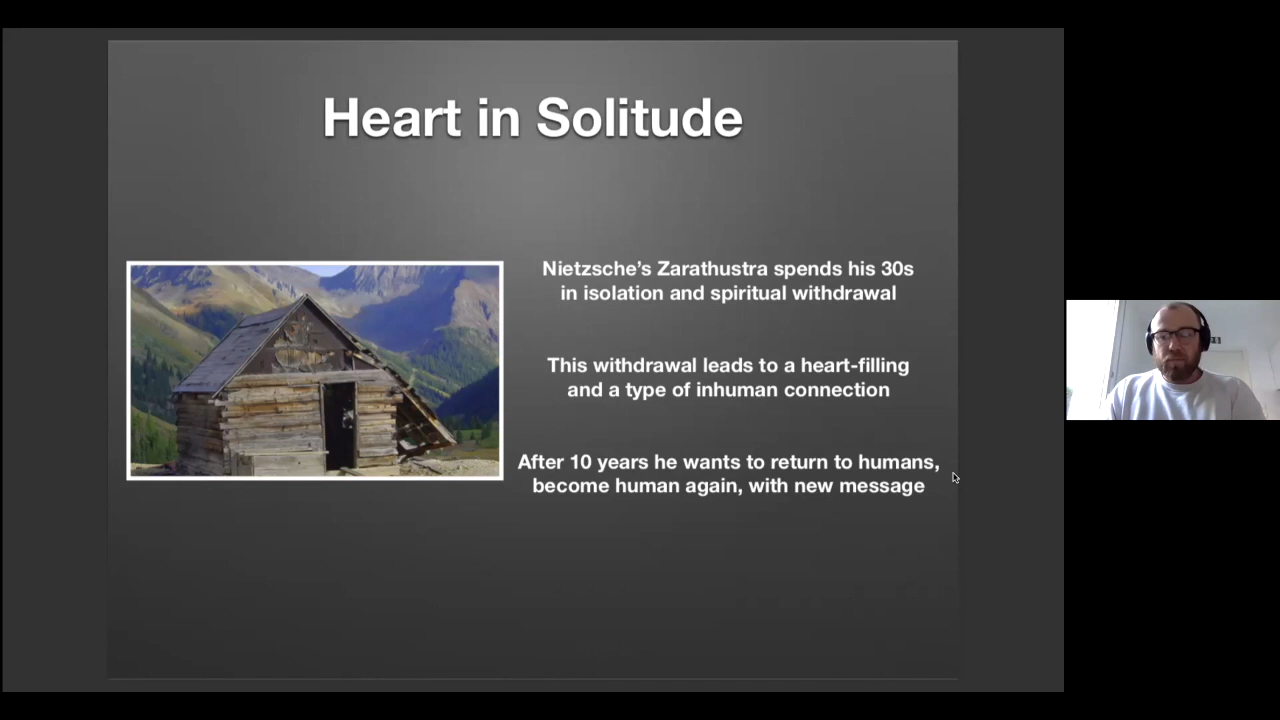 Heart in Solitude
Nietzsche’s Zarathustra spends his 30s
in isolation and spiritual withdrawal
This withdrawal leads to a heart-filling
and a type of inhuman connection
After 10 years he wants to return to humans,
become human again, with new message